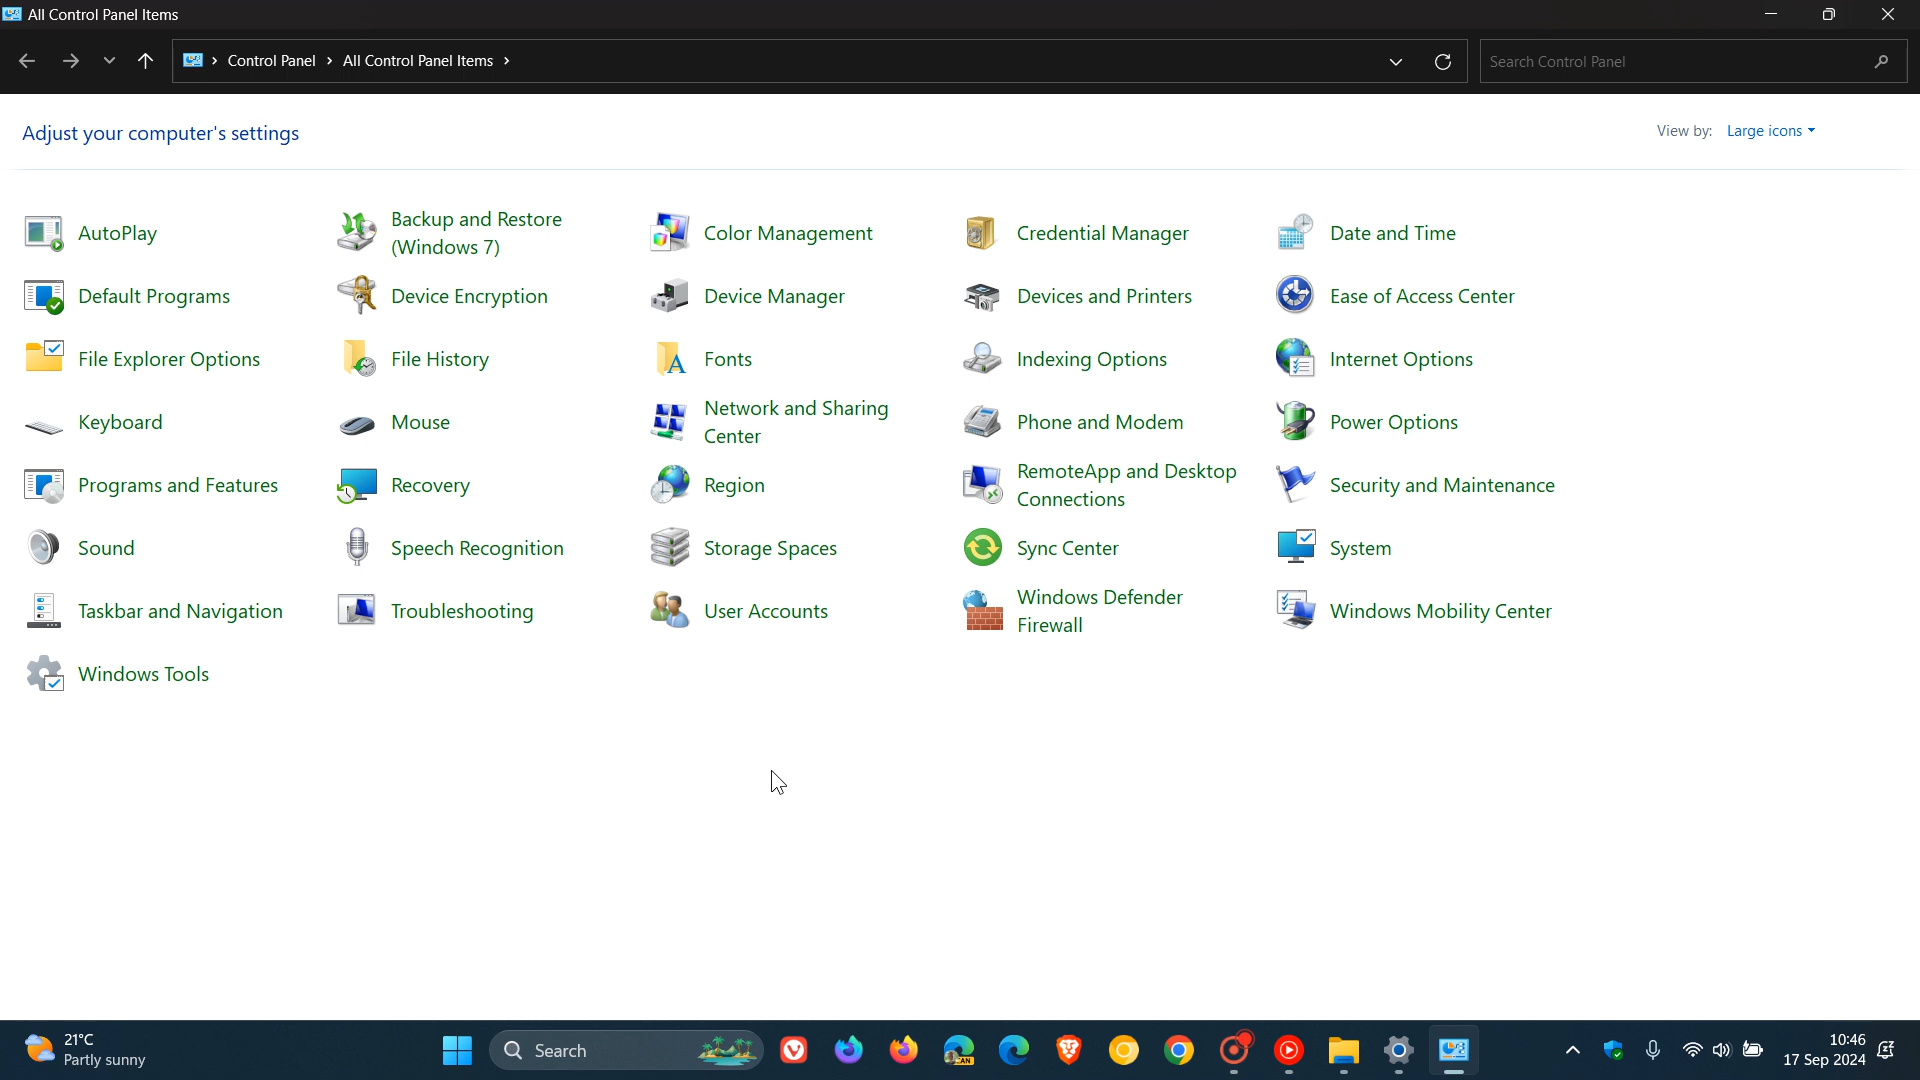 All Control Panel Items
Control Panel All Control Panel Items
Search Control Panel
Adjust your computer's settings
View by: Large icons
AutoPlay
Backup and Restore
(Windows 7)
Color Management
Credential Manager
Date and Time
Default Programs
Device Encryption
Device Manager
Devices and Printers
Ease of Access Center
File Explorer Options
File History
Fonts
Indexing Options
Internet Options
Keyboard
Mouse
Network and Sharing
Center
Phone and Modem
Power Options
Programs and Features
Recovery
Region
RemoteApp and Desktop
Connections
Security and Maintenance
Sound
Speech Recognition
Storage Spaces
Sync Center
System
Taskbar and Navigation
Troubleshooting
User Accounts
Windows Defender
Firewall
Windows Mobility Center
Windows Tools
21°C
Partly sunny
Search
CAN
10:46
17 Sep 2024